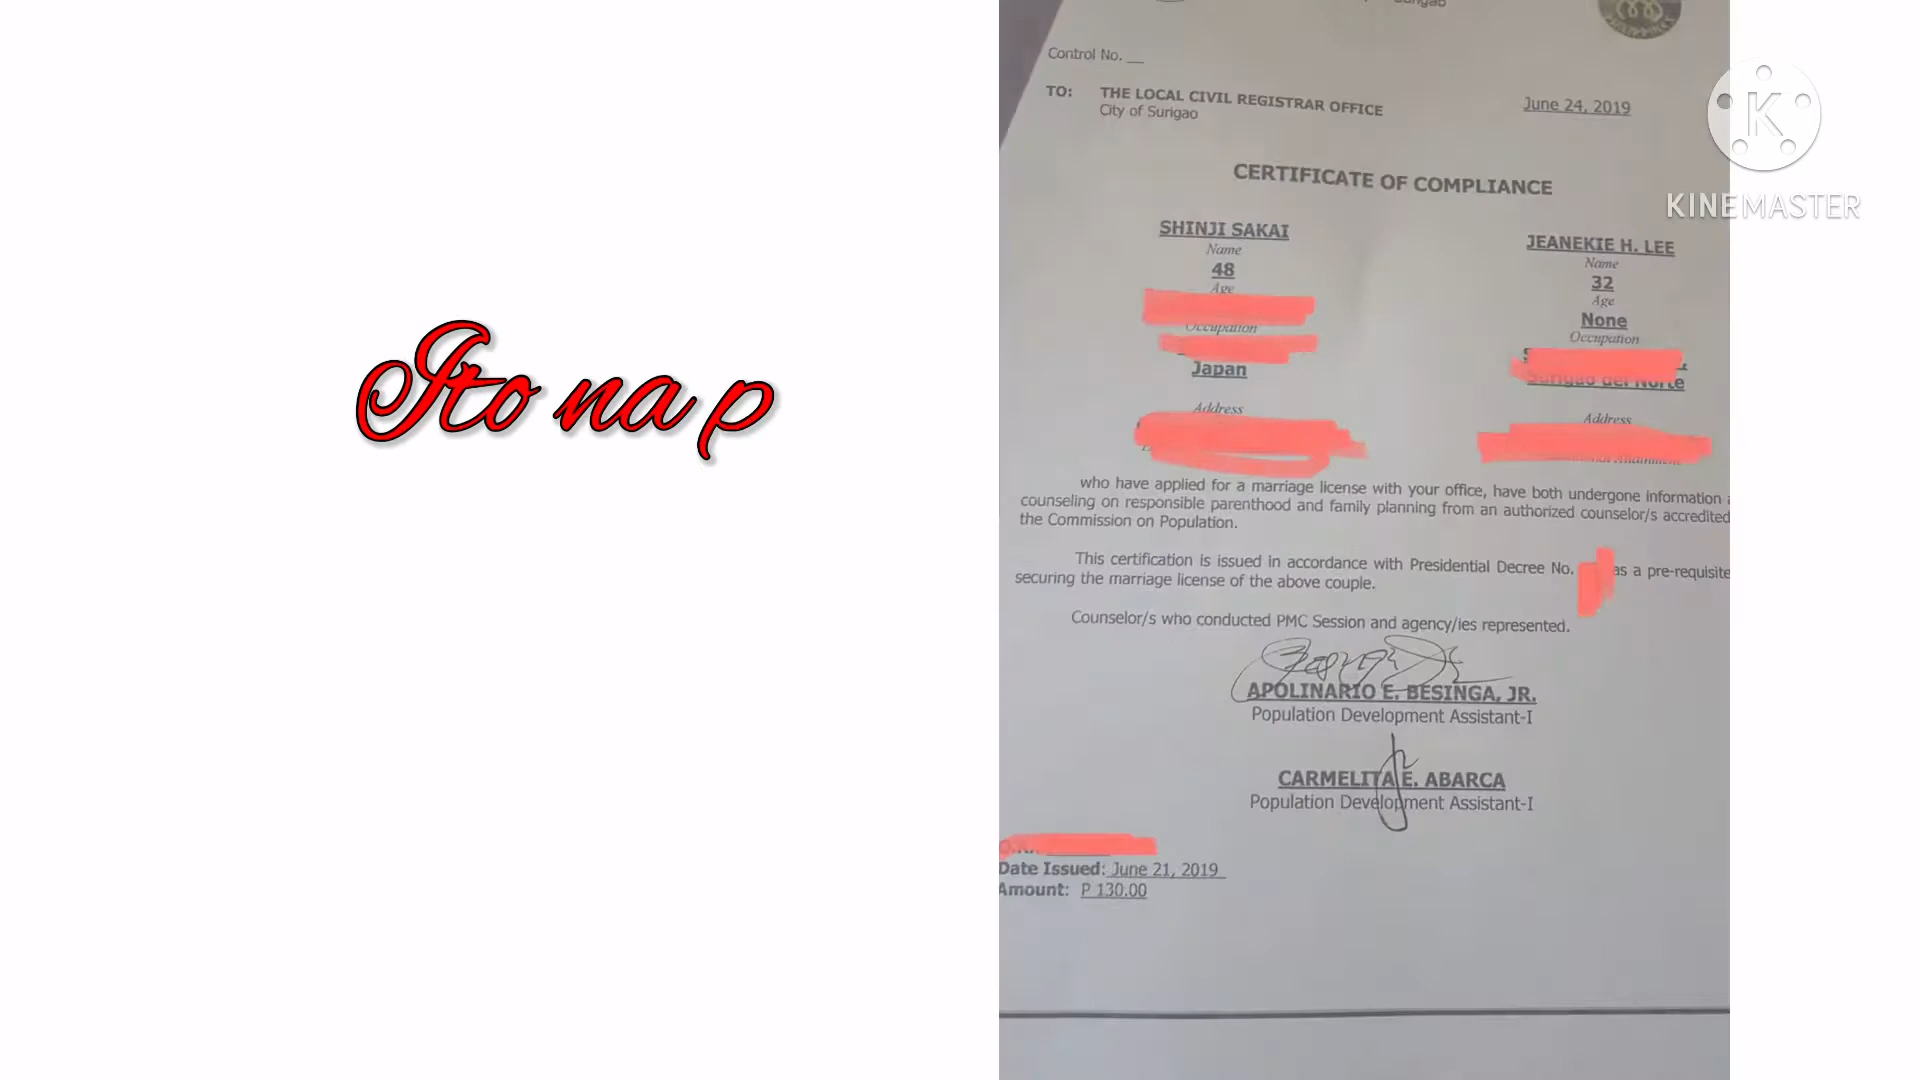 Ito na p
Surigao
Control No. __
TO: THE LOCAL CIVIL REGISTRAR OFFICE
City of Surigao
June 24, 2019
CERTIFICATE OF COMPLIANCE
SHINJI SAKAI
Name
48
Age
Occupation
Japan
Address
JEANEKIE H. LEE
Name
32
Age
None
Occupation
Surigao del Norte
Address
who have applied for a marriage license with your office, have both undergone information
counseling on responsible parenthood and family planning from an authorized counselor/s accredited
the Commission on Population.
This certification is issued in accordance with Presidential Decree No. as a pre-requisite
securing the marriage license of the above couple.
Counselor/s who conducted PMC Session and agency/ies represented.
APOLINARIO E. BESINGA, JR.
Population Development Assistant-I
CARMELITA E. ABARCA
Population Development Assistant-I
Date Issued: June 21, 2019
Amount: P 130.00
K
KINEMASTER